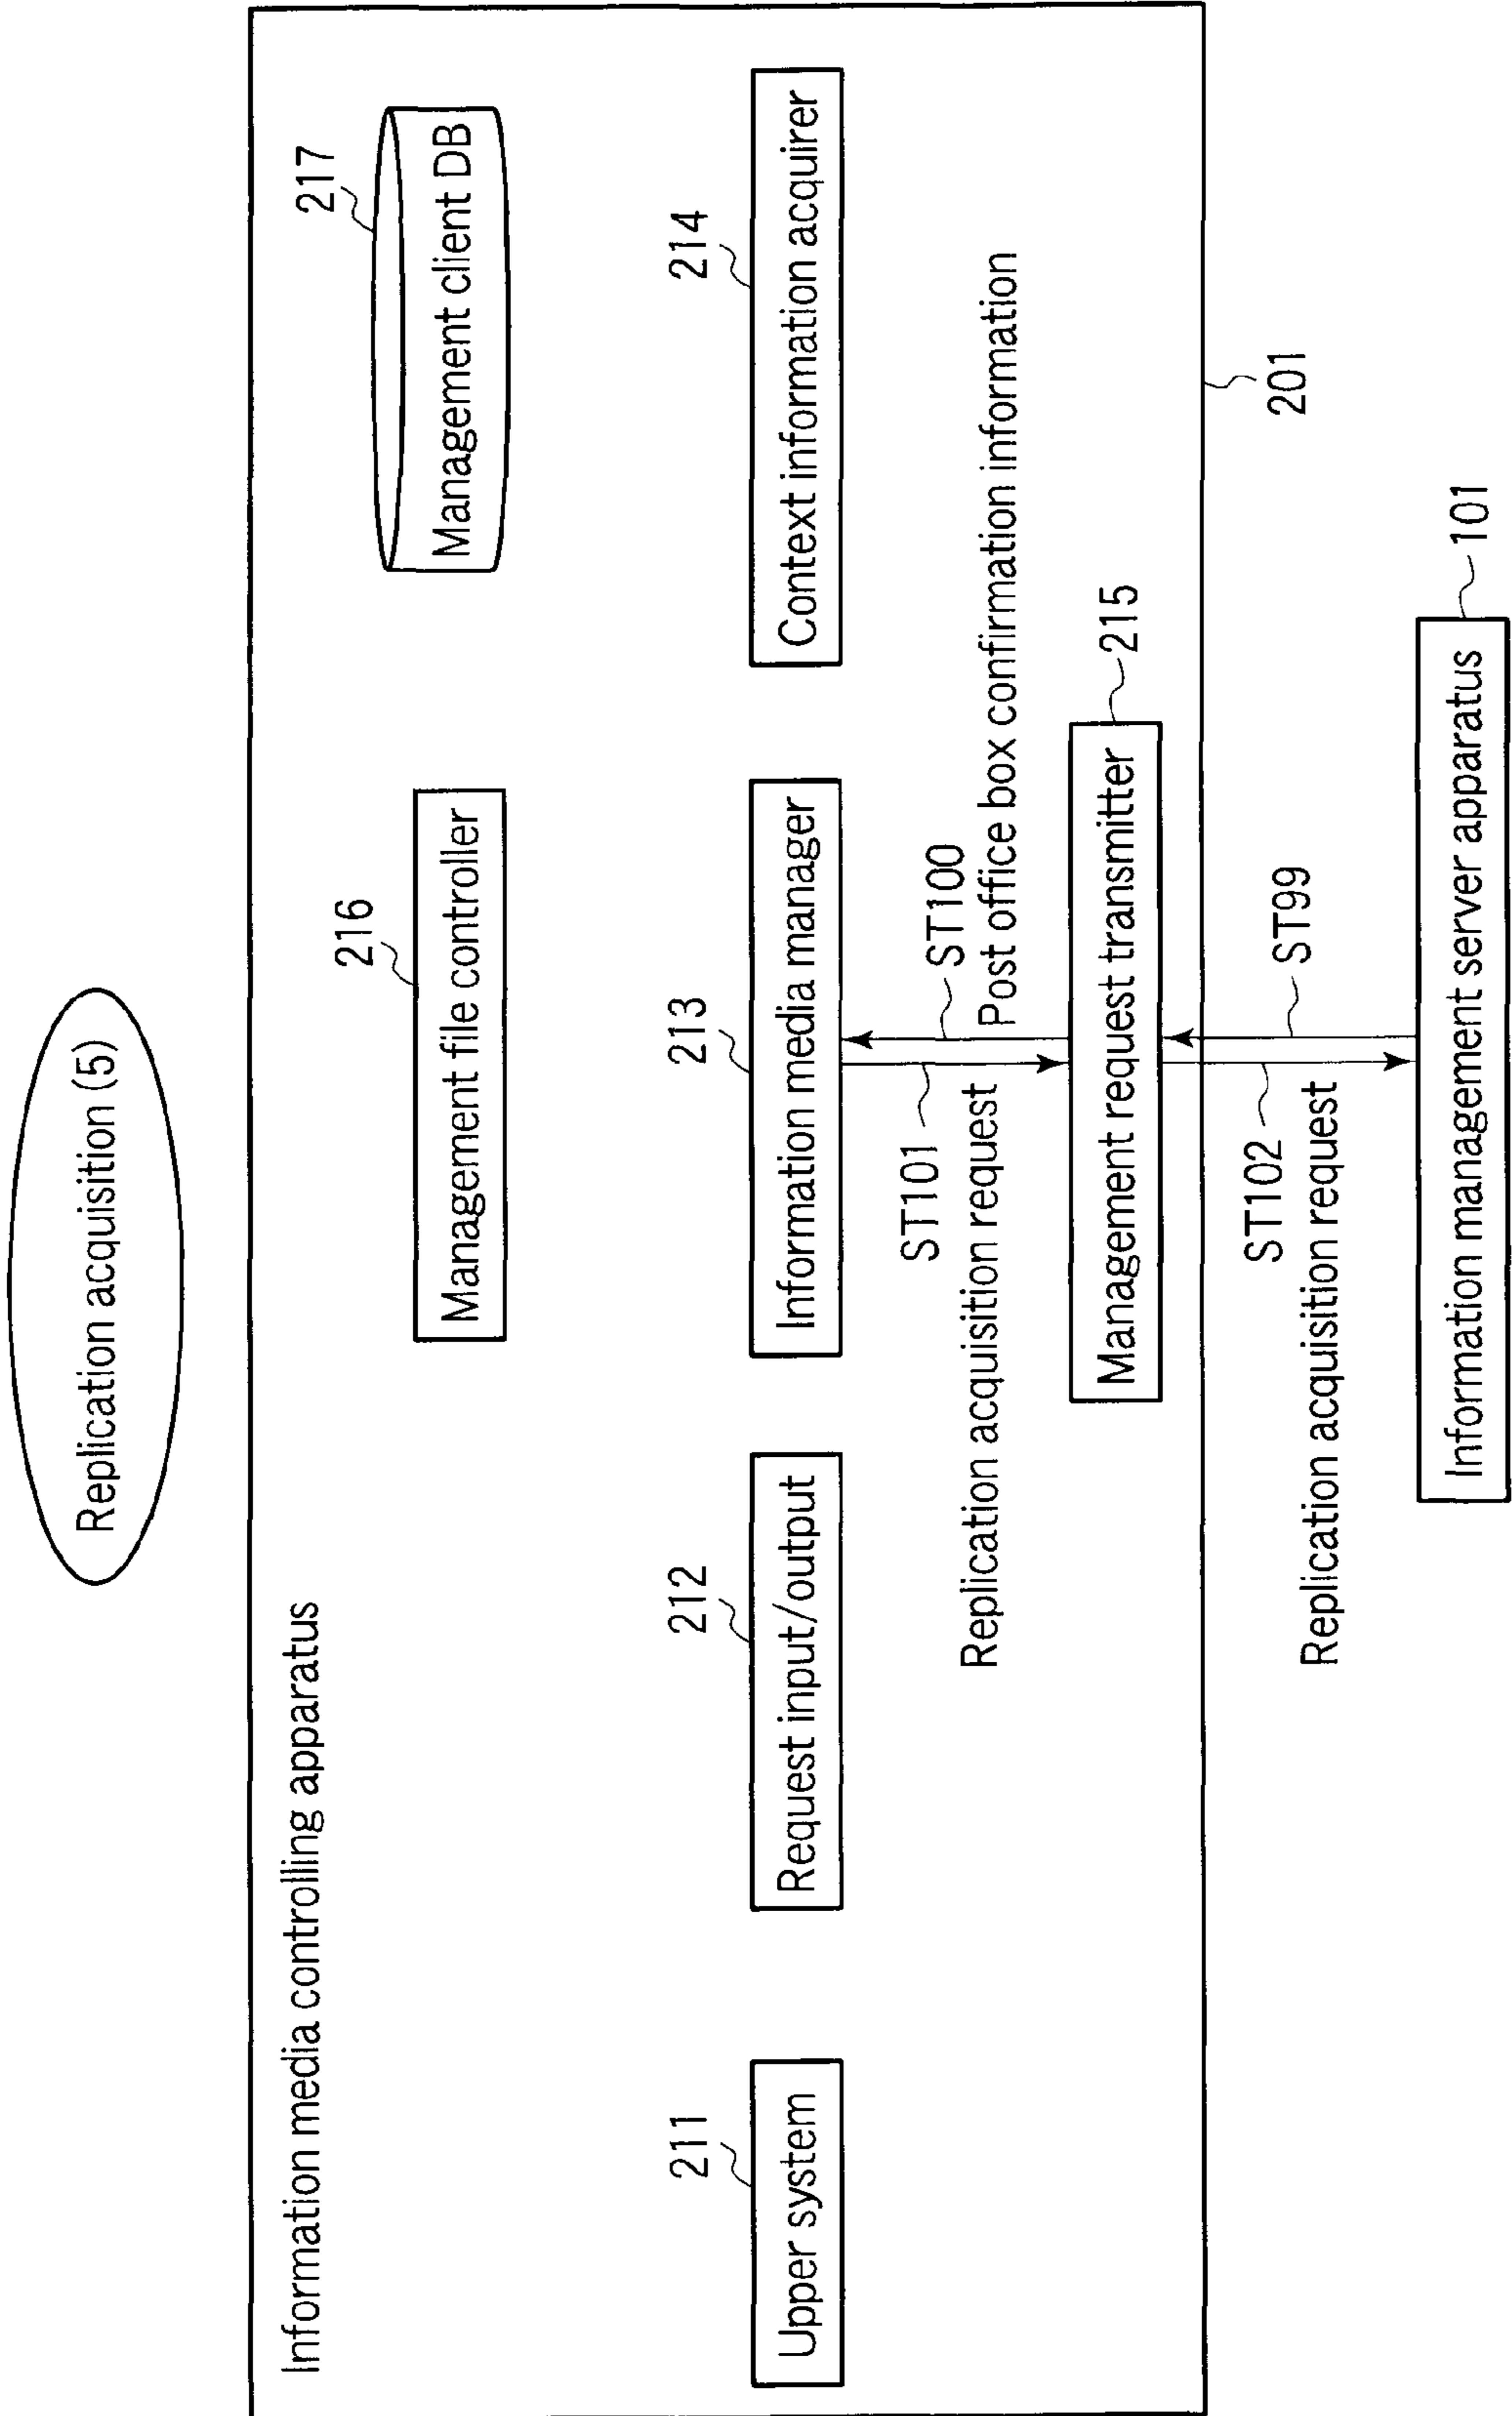 Replication acquisition (5)
Information media controlling apparatus
216
Management file controller
217
Management client DB
211
Upper system
212
Request input/output
213
Information media manager
214
Context information acquirer
ST101
Replication acquisition request
ST100
Post office box confirmation information
Management request transmitter
215
201
ST102
Replication acquisition request
ST99
Information management server apparatus
101